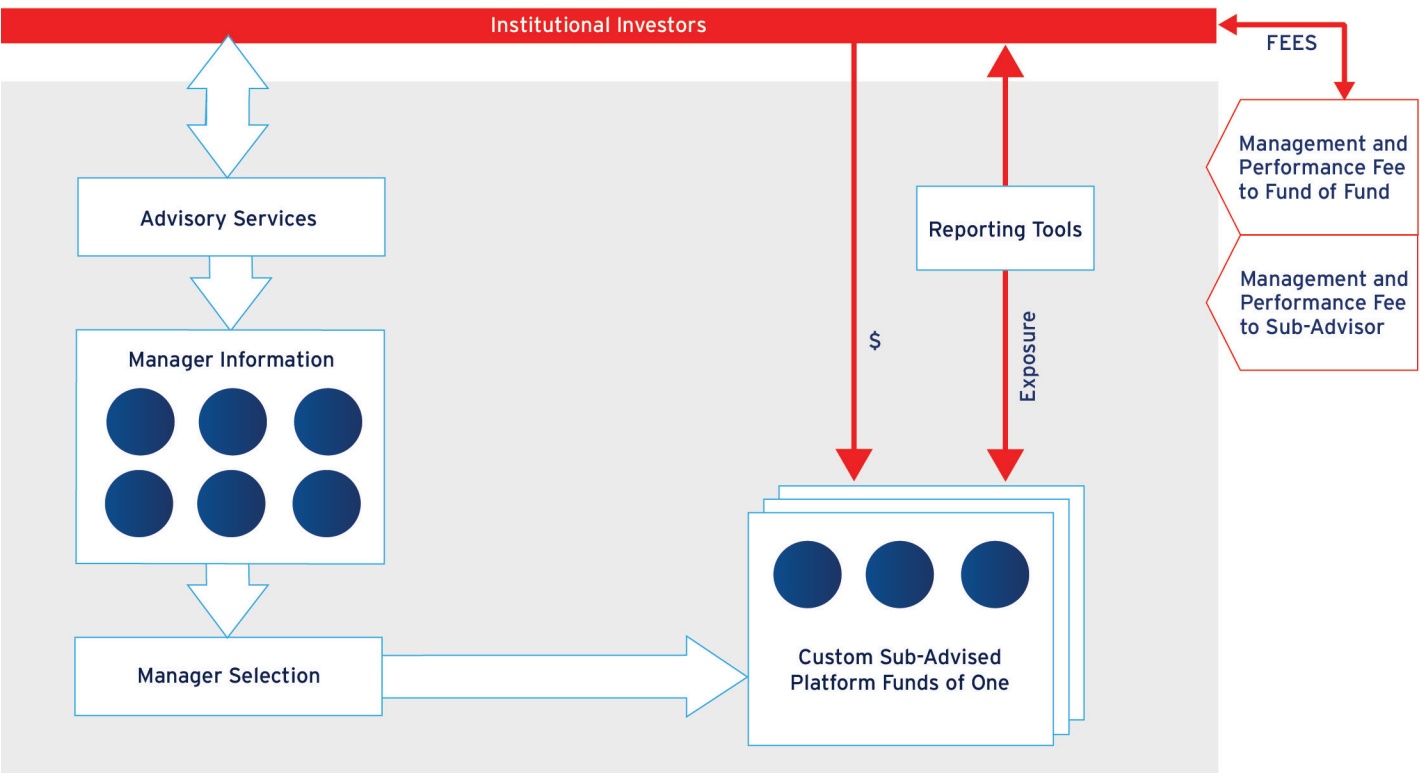 Institutional Investors
FEES
Management and
Performance Fee
to Fund of Fund
Advisory Services
Reporting Tools
Management and
Performance Fee
to Sub-Advisor
$
Exposure
Manager Information
Custom Sub-Advised
Platform Funds of One
Manager Selection